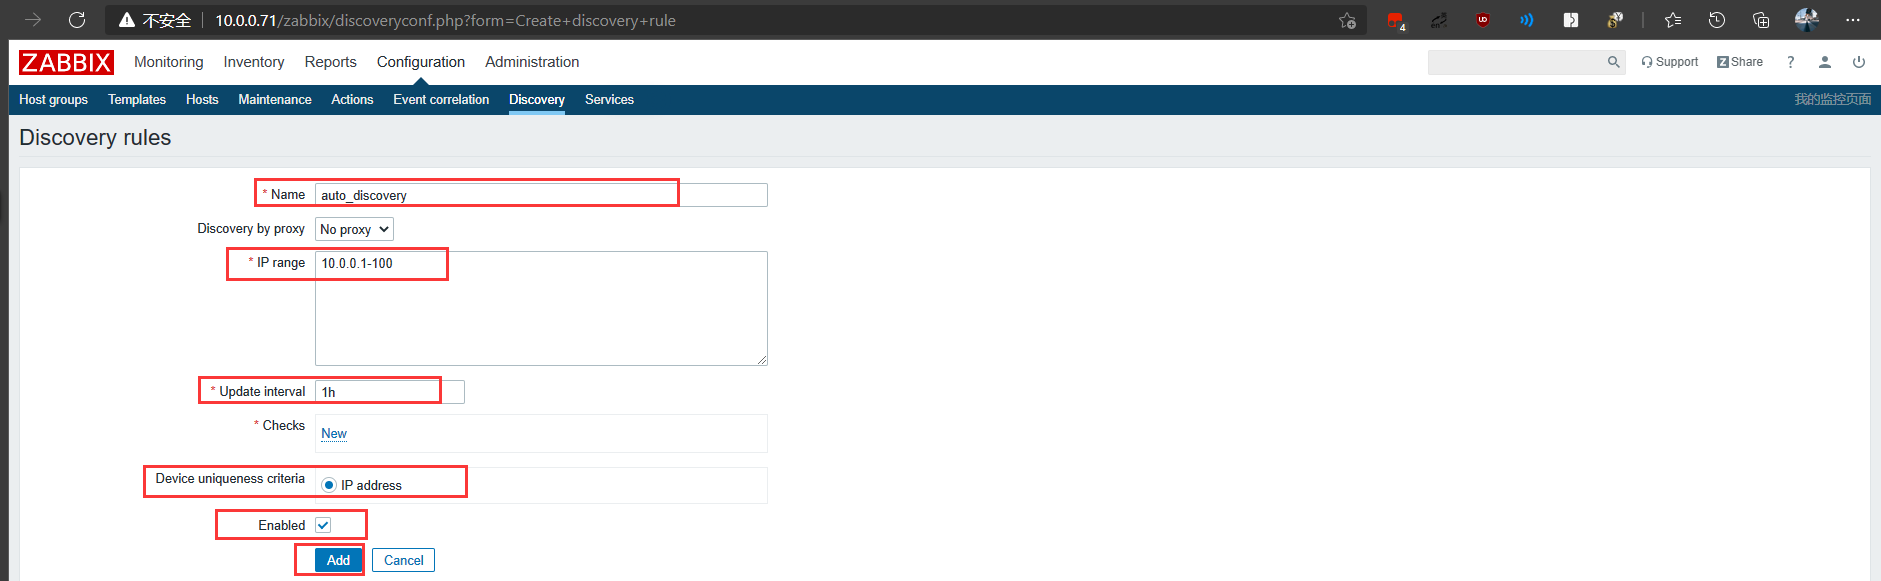 不安全 10.0.0.71/zabbix/discoveryconf.php?form=Create+discovery+rule 4
ZABBIX Monitoring Inventory Reports Configuration Administration Support Z Share ?
Host groups Templates Hosts Maintenance Actions Event correlation Discovery Services 我的监控页面
Discovery rules
* Name auto_discovery
Discovery by proxy No proxy
* IP range 10.0.0.1-100
* Update interval 1h
* Checks
New
Device uniqueness criteria
IP address
Enabled
Add Cancel